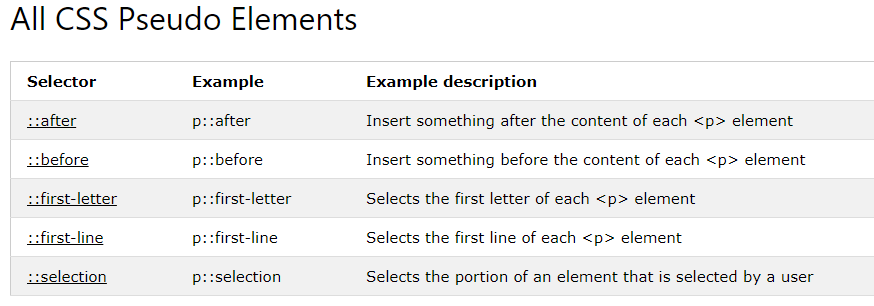 All CSS Pseudo Elements
Selector Example Example description
::after p::after Insert something after the content of each <p> element
::before p::before Insert something before the content of each <p> element
::first-letter p::first-letter Selects the first letter of each <p> element
::first-line p::first-line Selects the first line of each <p> element
::selection p::selection Selects the portion of an element that is selected by a user